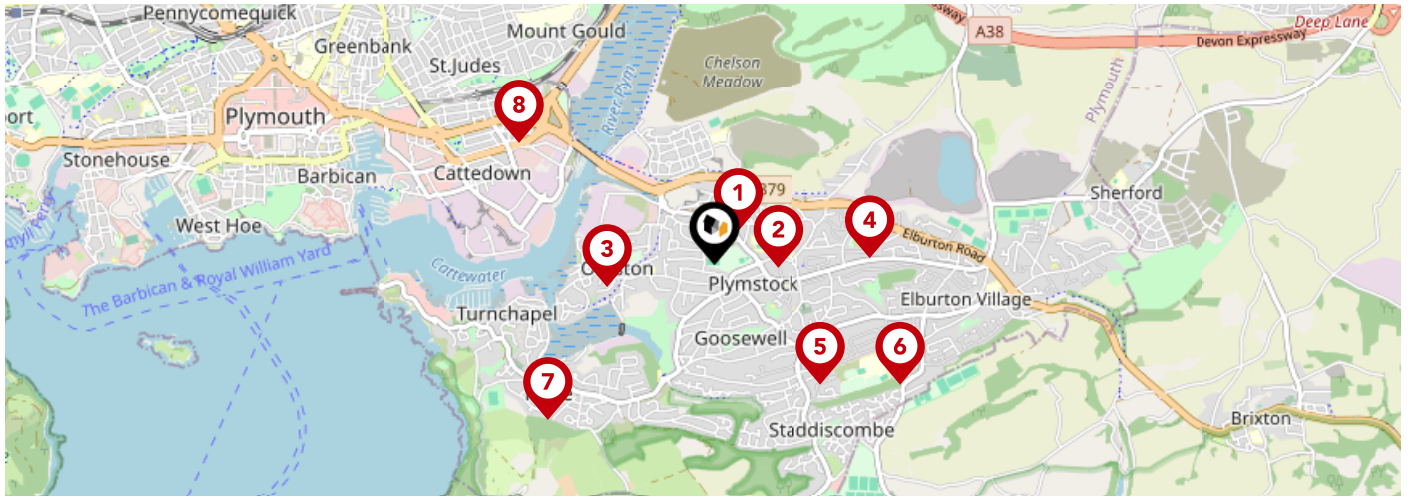 Pennycomequick
Mount Gould
Deep Lane
A38
Devon Expressway
Greenbank
St.Judes
Chelson
Meadow
River Plym
Plymouth
8
Plymouth
Stonehouse
Barbican
Cattedown
1
379
Sherford
West Hoe
2
4
3
Elburton Road
The Barbican & Royal William Yard
Cattewater
Plymstock
Elburton Village
Turnchapel
Goosewell
5
6
7
Staddiscombe
Brixton